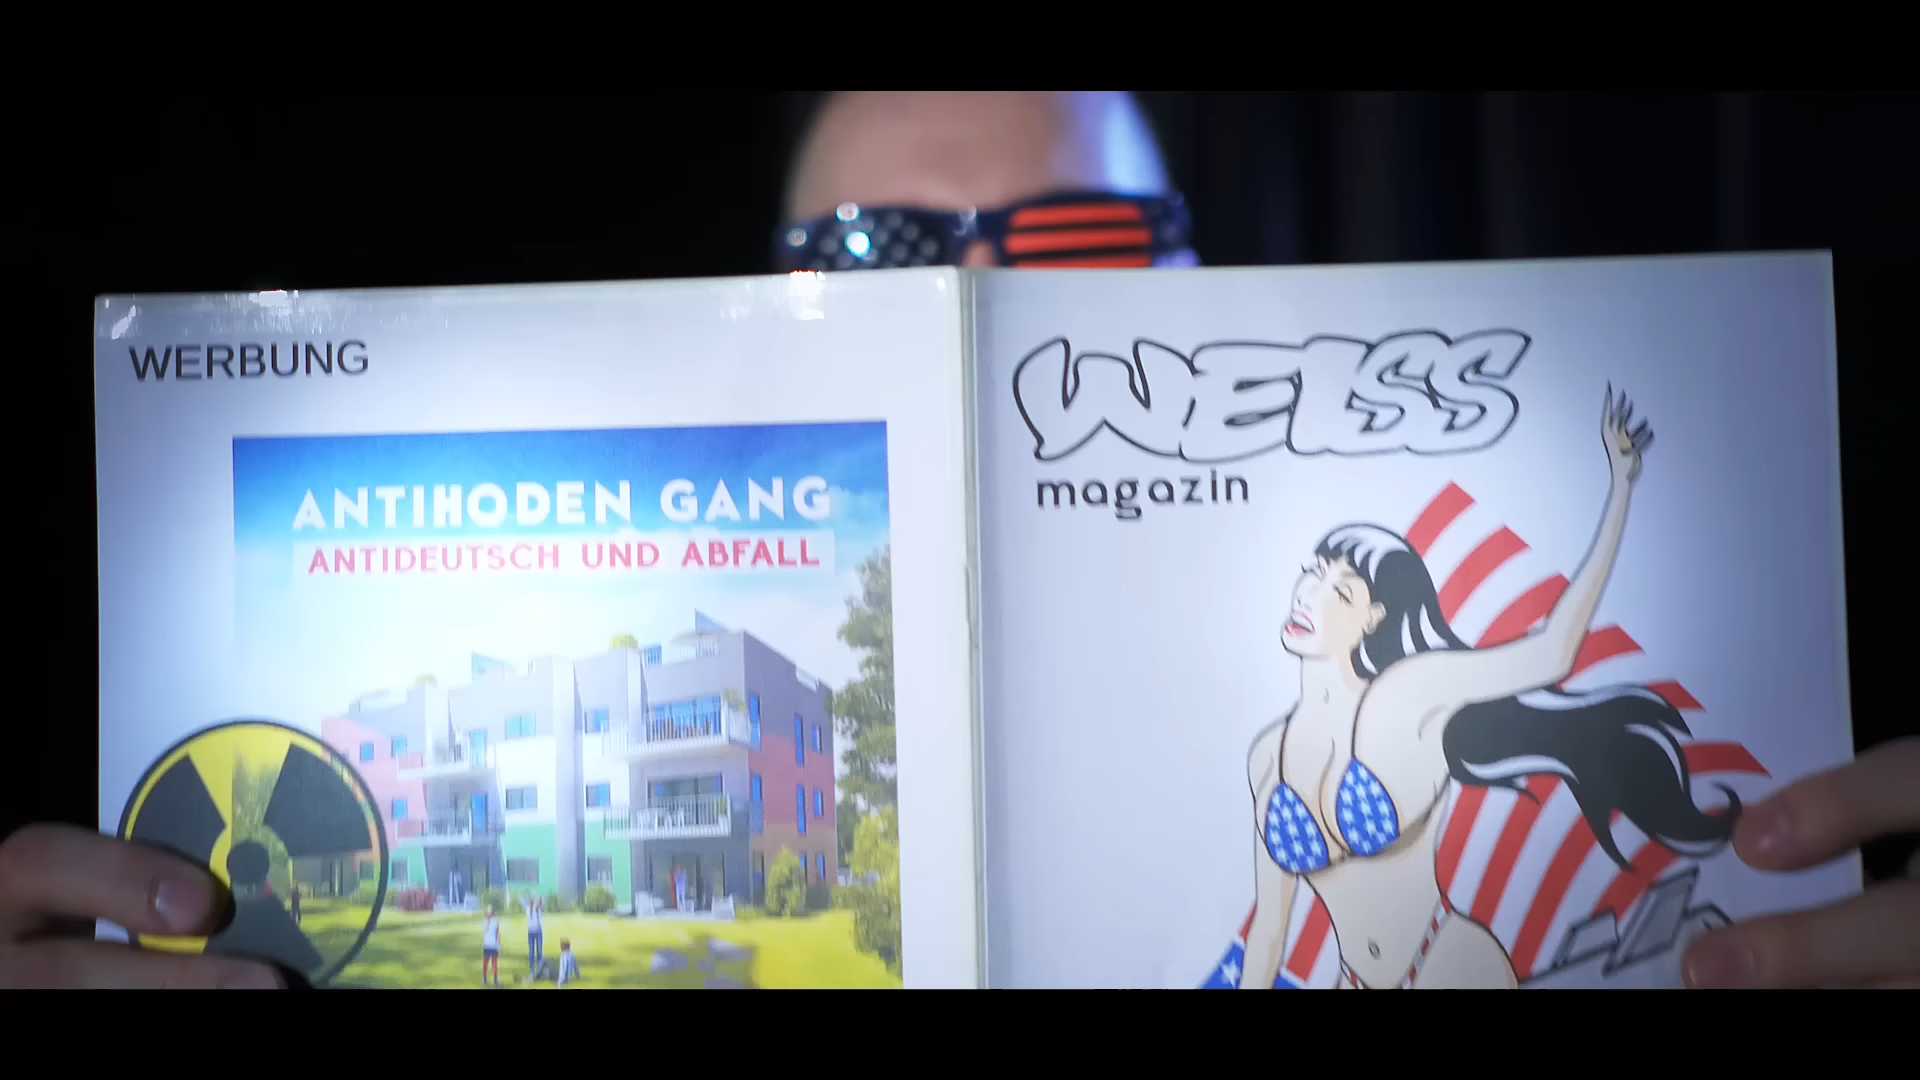 WERBUNG
ANTIHODEN GANG
ANTIDEUTSCH UND ABFALL
WEISS
magazin